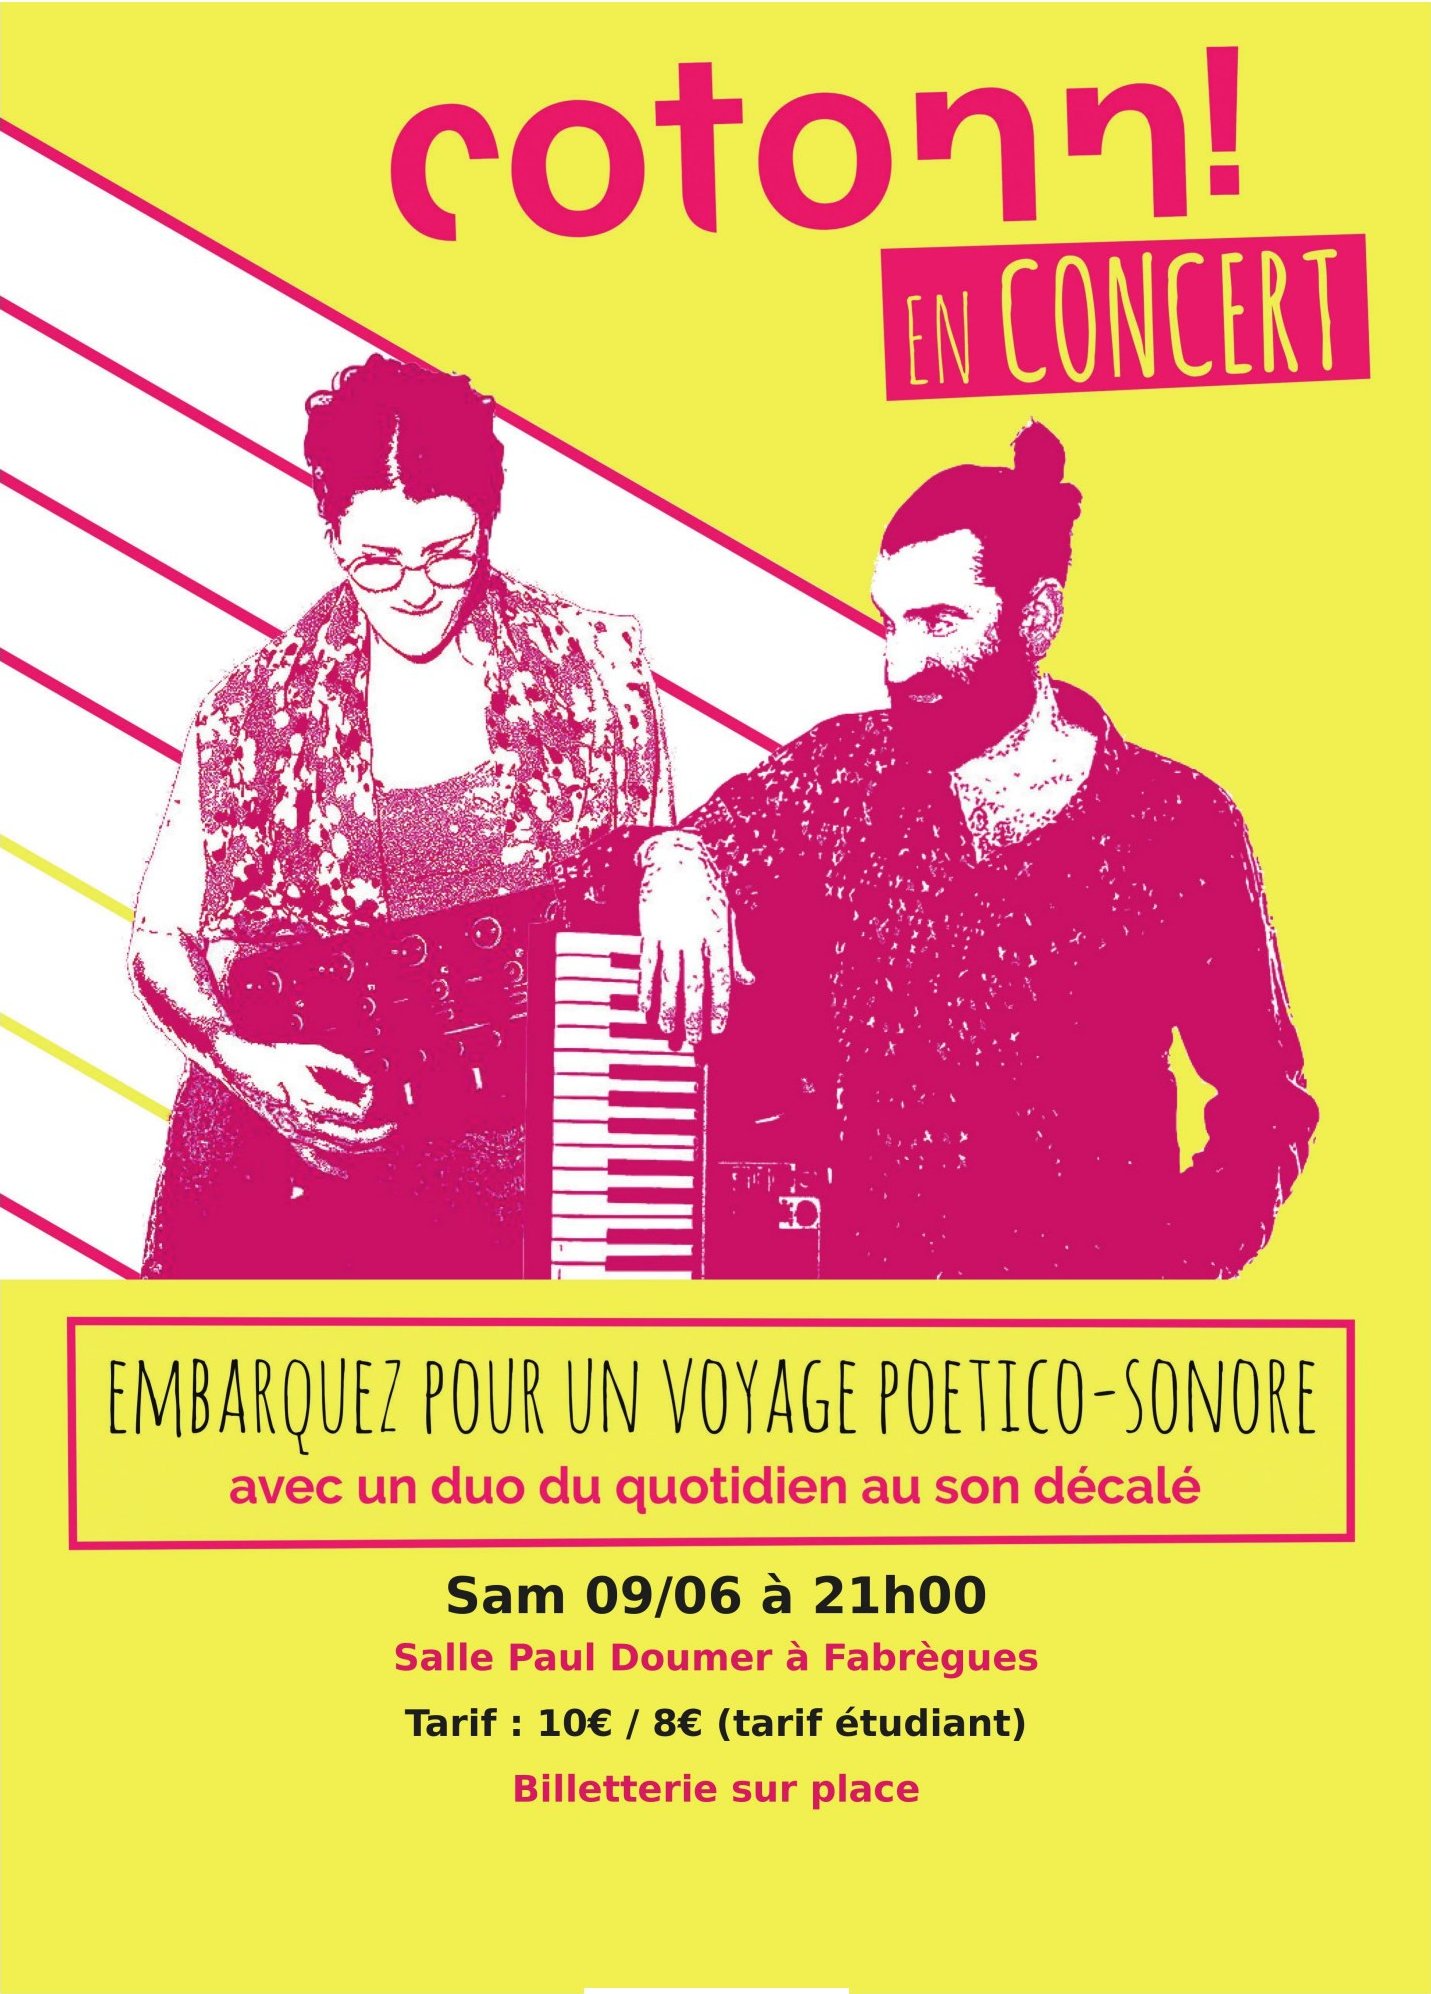 cotonn!
EN CONCERT
EMBARQUEZ POUR UN VOYAGE POETICO-SONORE
avec un duo du quotidien au son décalé
Sam 09/06 à 21h00
Salle Paul Doumer à Fabrègues
Tarif : 10€ / 8€ (tarif étudiant)
Billetterie sur place